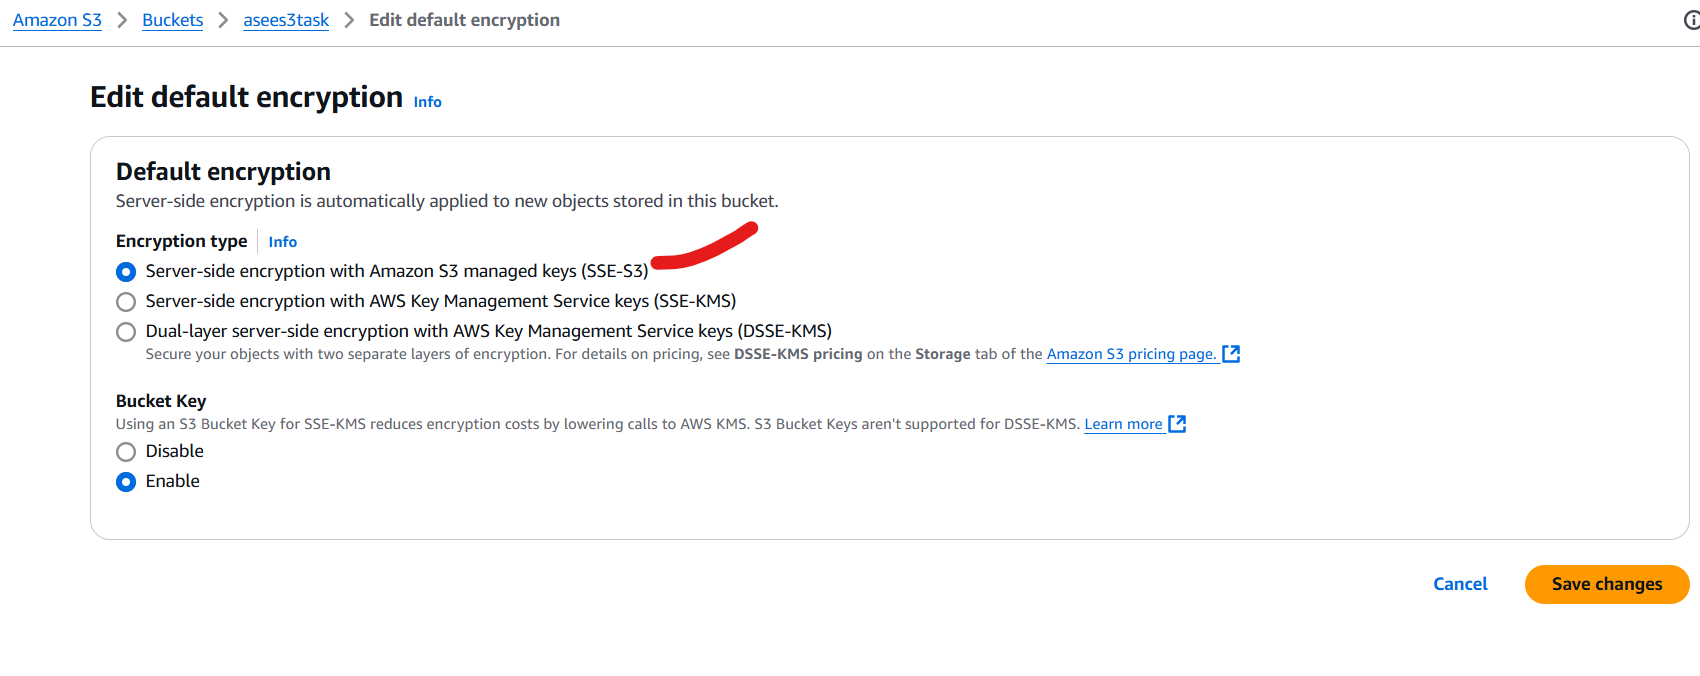 Amazon S3 > Buckets > asees3task > Edit default encryption
Edit default encryption Info
Default encryption
Server-side encryption is automatically applied to new objects stored in this bucket.
Encryption type Info
Server-side encryption with Amazon S3 managed keys (SSE-S3)
Server-side encryption with AWS Key Management Service keys (SSE-KMS)
Dual-layer server-side encryption with AWS Key Management Service keys (DSSE-KMS)
Secure your objects with two separate layers of encryption. For details on pricing, see DSSE-KMS pricing on the Storage tab of the Amazon S3 pricing page.
Bucket Key
Using an S3 Bucket Key for SSE-KMS reduces encryption costs by lowering calls to AWS KMS. S3 Bucket Keys aren't supported for DSSE-KMS. Learn more
Disable
Enable
Cancel Save changes